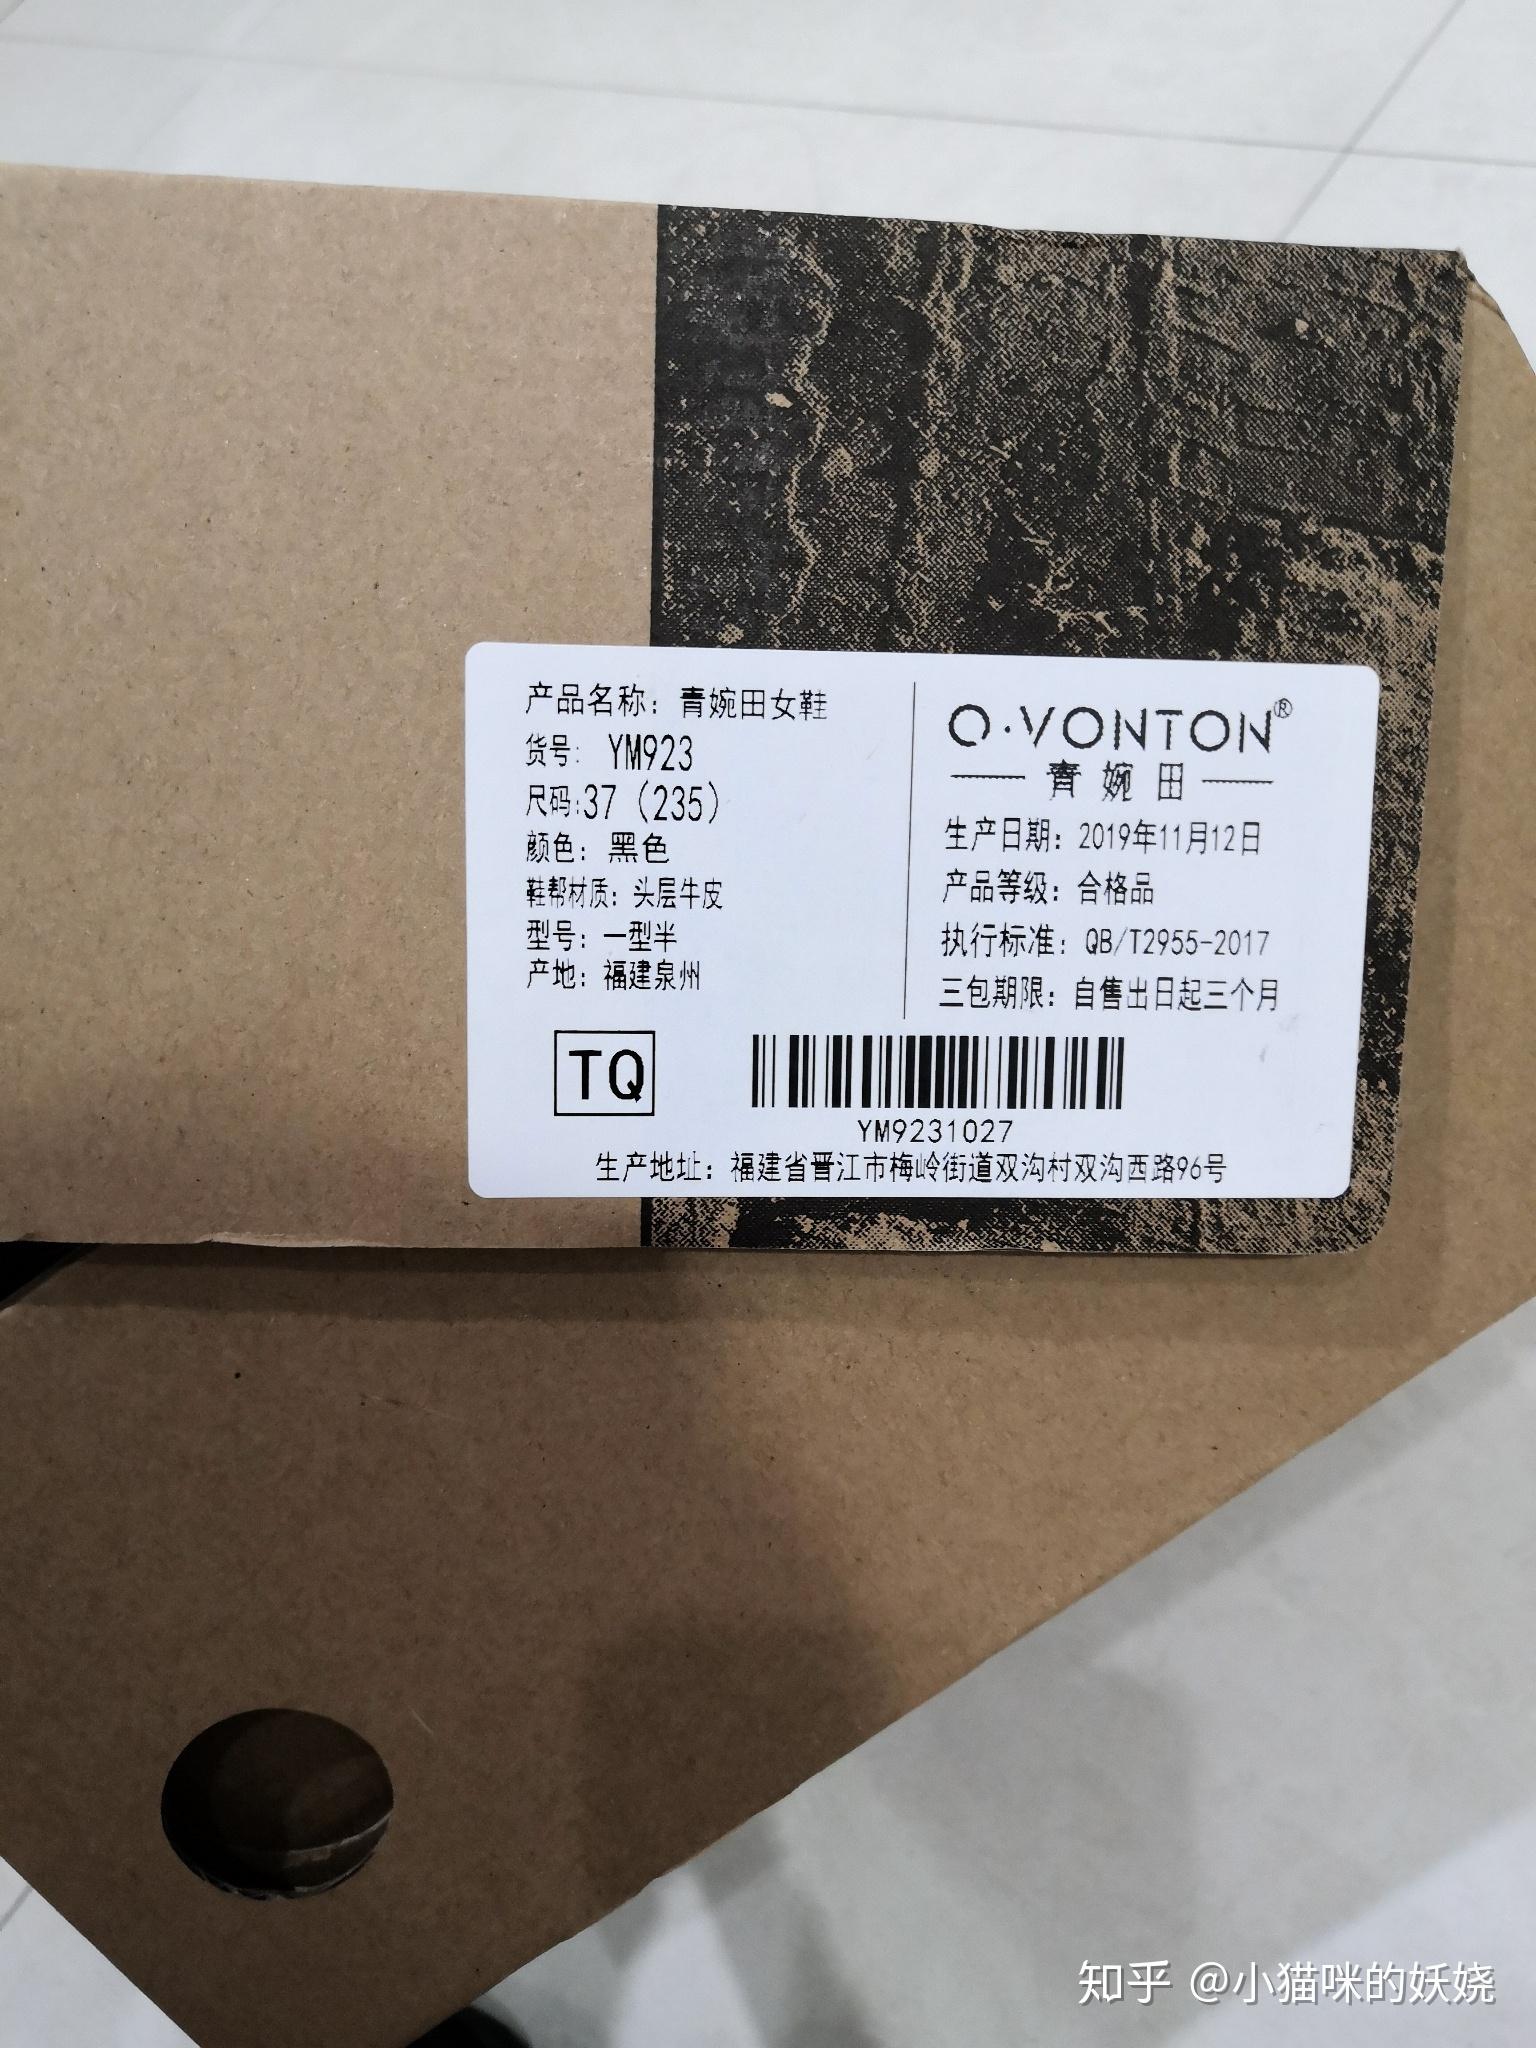 产品名称：青婉田女鞋
货号：YM923
尺码:37（235）
颜色：黑色
鞋帮材质：头层牛皮
型号：一型半
产地：福建泉州
O·VONTON®
青婉田
生产日期：2019年11月12日
产品等级：合格品
执行标准：QB/T2955-2017
三包期限：自售出日起三个月
TQ
YM9231027
生产地址：福建省晋江市梅岭街道双沟村双沟西路96号
知乎 @小猫咪的妖娆